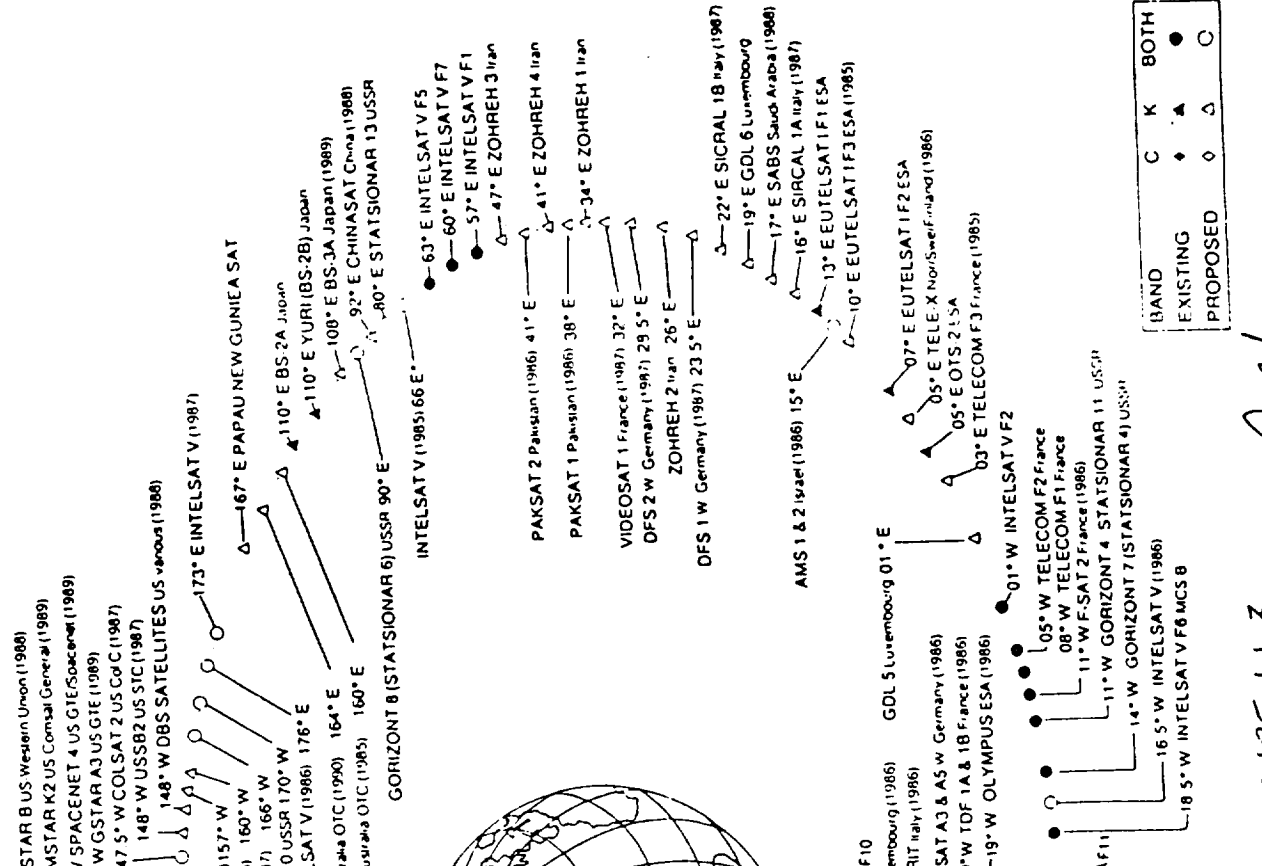 STAR B US Western Union (1988)
MSTAR K2 US Comsat General (1989)
SPACENET 4 US GTE/Spacenet (1989)
W GSTAR A3 US GTE (1989)
47 5° W COLSAT 2 US Col C (1987)
148° W USSB2 US STC (1987)
148° W DBS SATELLITES US various (1988)
173° E INTELSAT V (1987)
167° E PAPAU NEW GUNIEA SAT
110° E BS-2A Japan
110° E YURI (BS-2B) Japan
108° E BS-3A Japan (1989)
92° E CHINASAT China (1988)
80° E STATSIONAR 13 USSR
63° E INTELSAT V F5
60° E INTELSAT V F7
57° E INTELSAT V F1
47° E ZOHREH 3 Iran
41° E ZOHREH 4 Iran
34° E ZOHREH 1 Iran
22° E SICRAL 1B Italy (1987)
19° E GDL 6 Luxembourg
17° E SABS Saudi Arabia (1988)
16° E SIRCAL 1A Italy (1987)
13° E EUTELSAT I F1 ESA
10° E EUTELSAT I F3 ESA (1985)
07° E EUTELSAT I F2 ESA
05° E TELE-X Nor/Swe/Finland (1986)
05° E OTS-2 ESA
03° E TELECOM F3 France (1985)
01° W INTELSAT V F2
05° W TELECOM F2 France
08° W TELECOM F1 France
11° W F-SAT 2 France (1986)
11° W GORIZONT 4 STATSIONAR 11 USSR
14° W GORIZONT 7 (STATSIONAR 4) USSR
16 5° W INTELSAT V (1986)
18 5° W INTELSAT V F6 MCS B
157° W
160° W
166° W
USSR 170° W
SAT V (1986) 176° E
OTC (1990) 164° E
OTC (1985) 160° E
GORIZONT 8 (STATSIONAR 6) USSR 90° E
INTELSAT V (1985) 66 E°
PAKSAT 2 Pakistan (1986) 41° E
PAKSAT 1 Pakistan (1986) 38° E
VIDEOSAT 1 France (1987) 32° E
DFS 2 W Germany (1987) 28 5° E
ZOHREH 2 Iran 26° E
DFS 1 W Germany (1987) 23 5° E
AMS 1 & 2 Israel (1986) 15° E
GDL 5 Luxembourg 01° E
F10
embourg (1986)
RIT Italy (1986)
SAT A3 & A5 W Germany (1986)
°W TDF 1A & 1B France (1986)
19° W OLYMPUS ESA (1986)
AF11
BAND C K BOTH
EXISTING
PROPOSED